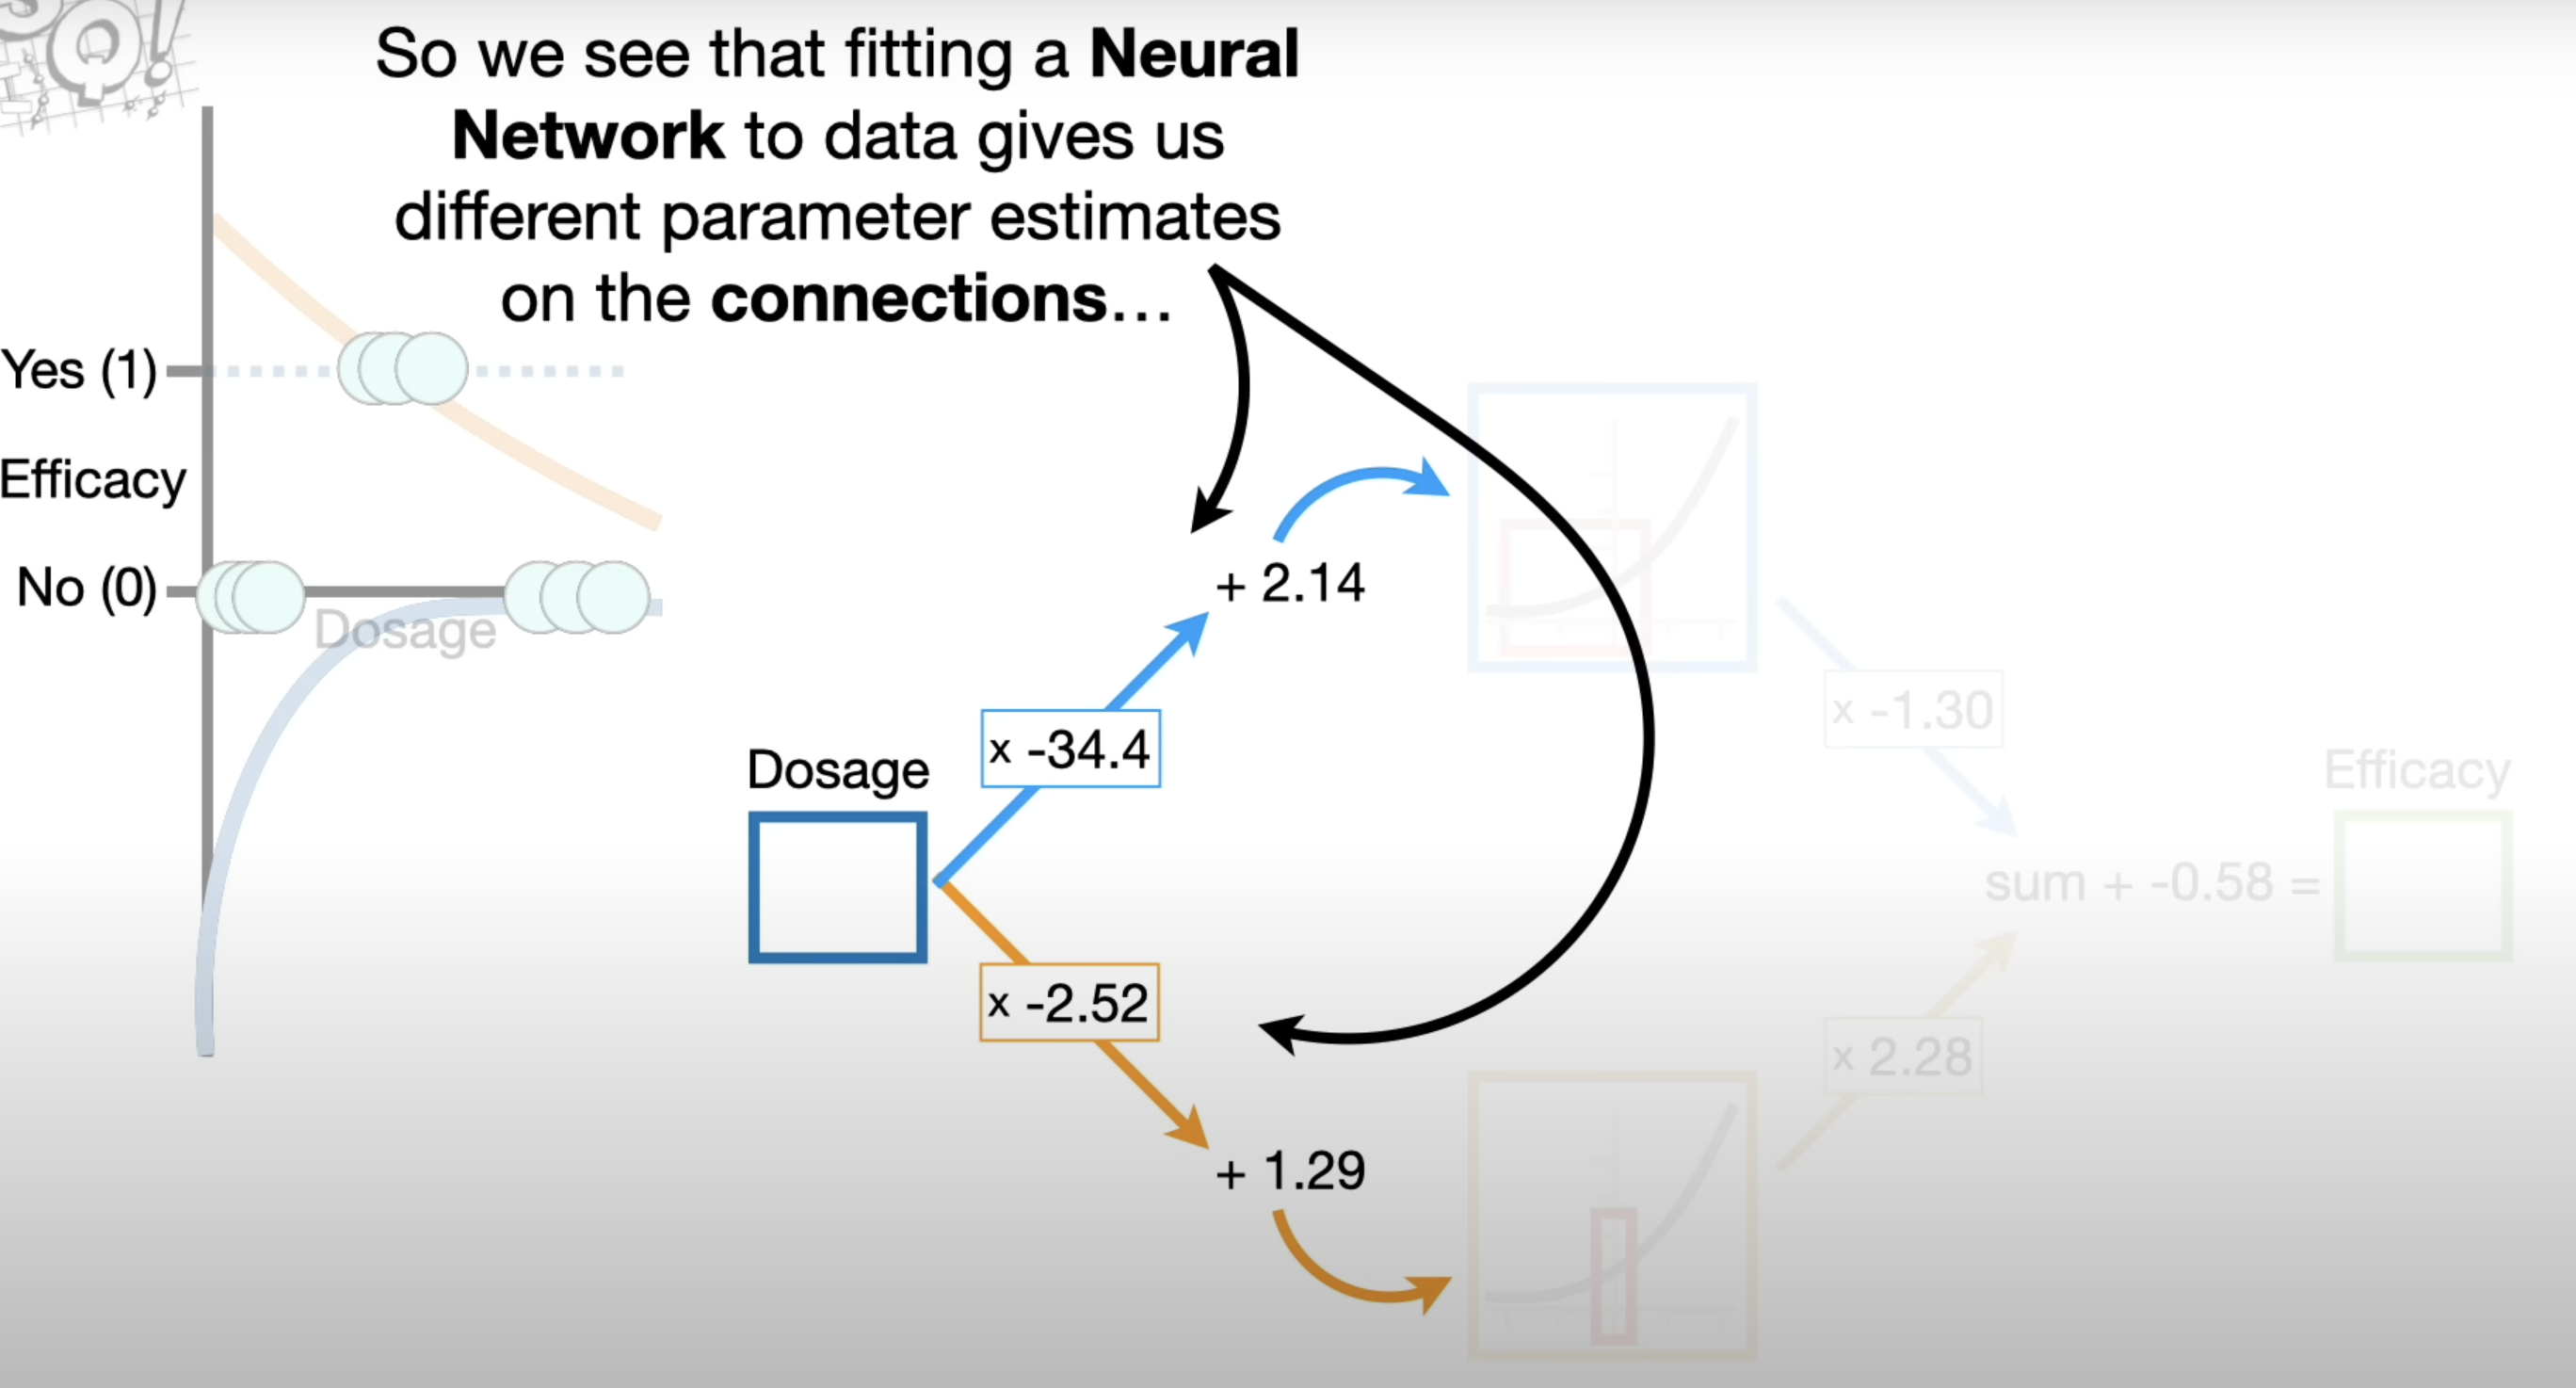 So we see that fitting a Neural
Network to data gives us
different parameter estimates
on the connections...
Yes (1)
Efficacy
No (0)
Dosage
+ 2.14
x -34.4
Dosage
x -2.52
+ 1.29
x -1.30
Efficacy
sum + -0.58 =
x 2.28